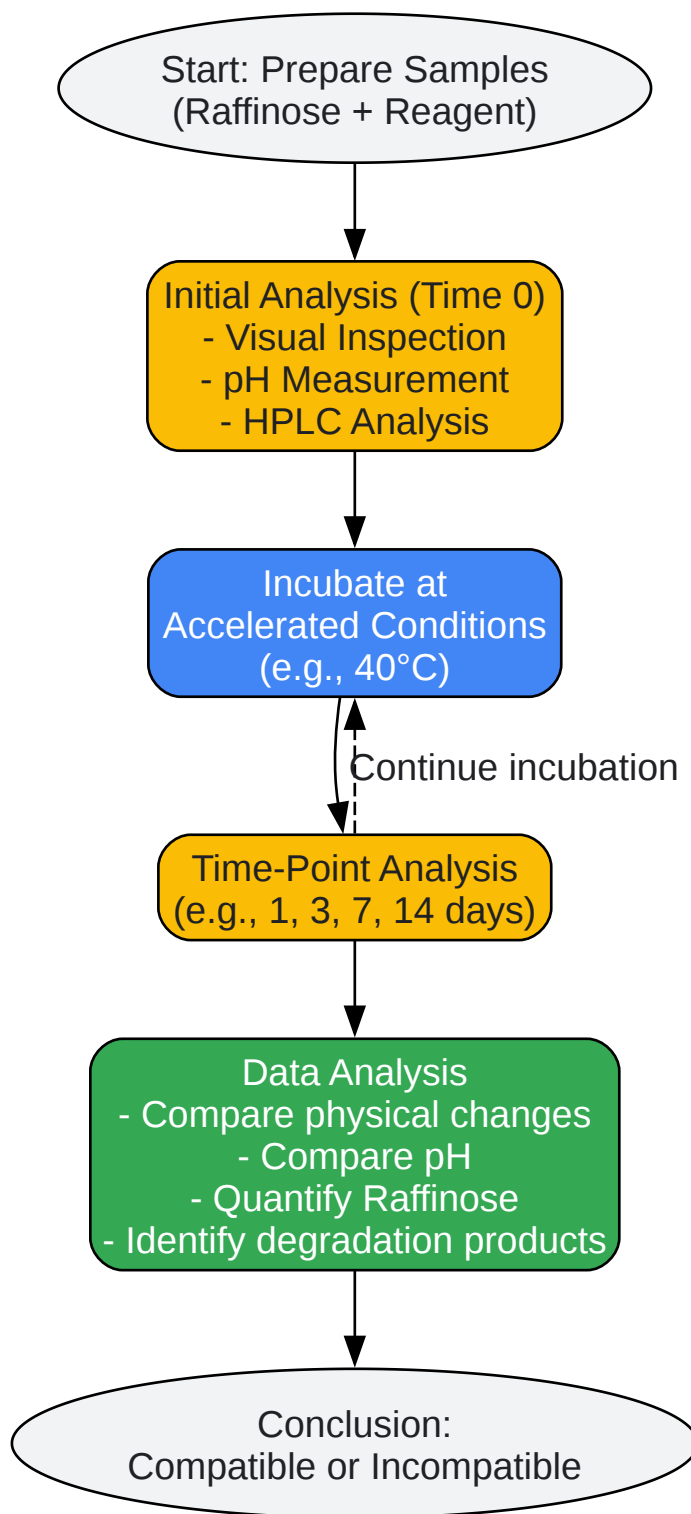 Start: Prepare Samples
(Raffinose + Reagent)
Initial Analysis (Time 0)
- Visual Inspection
- pH Measurement
- HPLC Analysis
Incubate at
Accelerated Conditions
(e.g., 40°C)
Continue incubation
Time-Point Analysis
(e.g., 1, 3, 7, 14 days)
Data Analysis
- Compare physical changes
- Compare pH
- Quantify Raffinose
- Identify degradation products
Conclusion:
Compatible or Incompatible